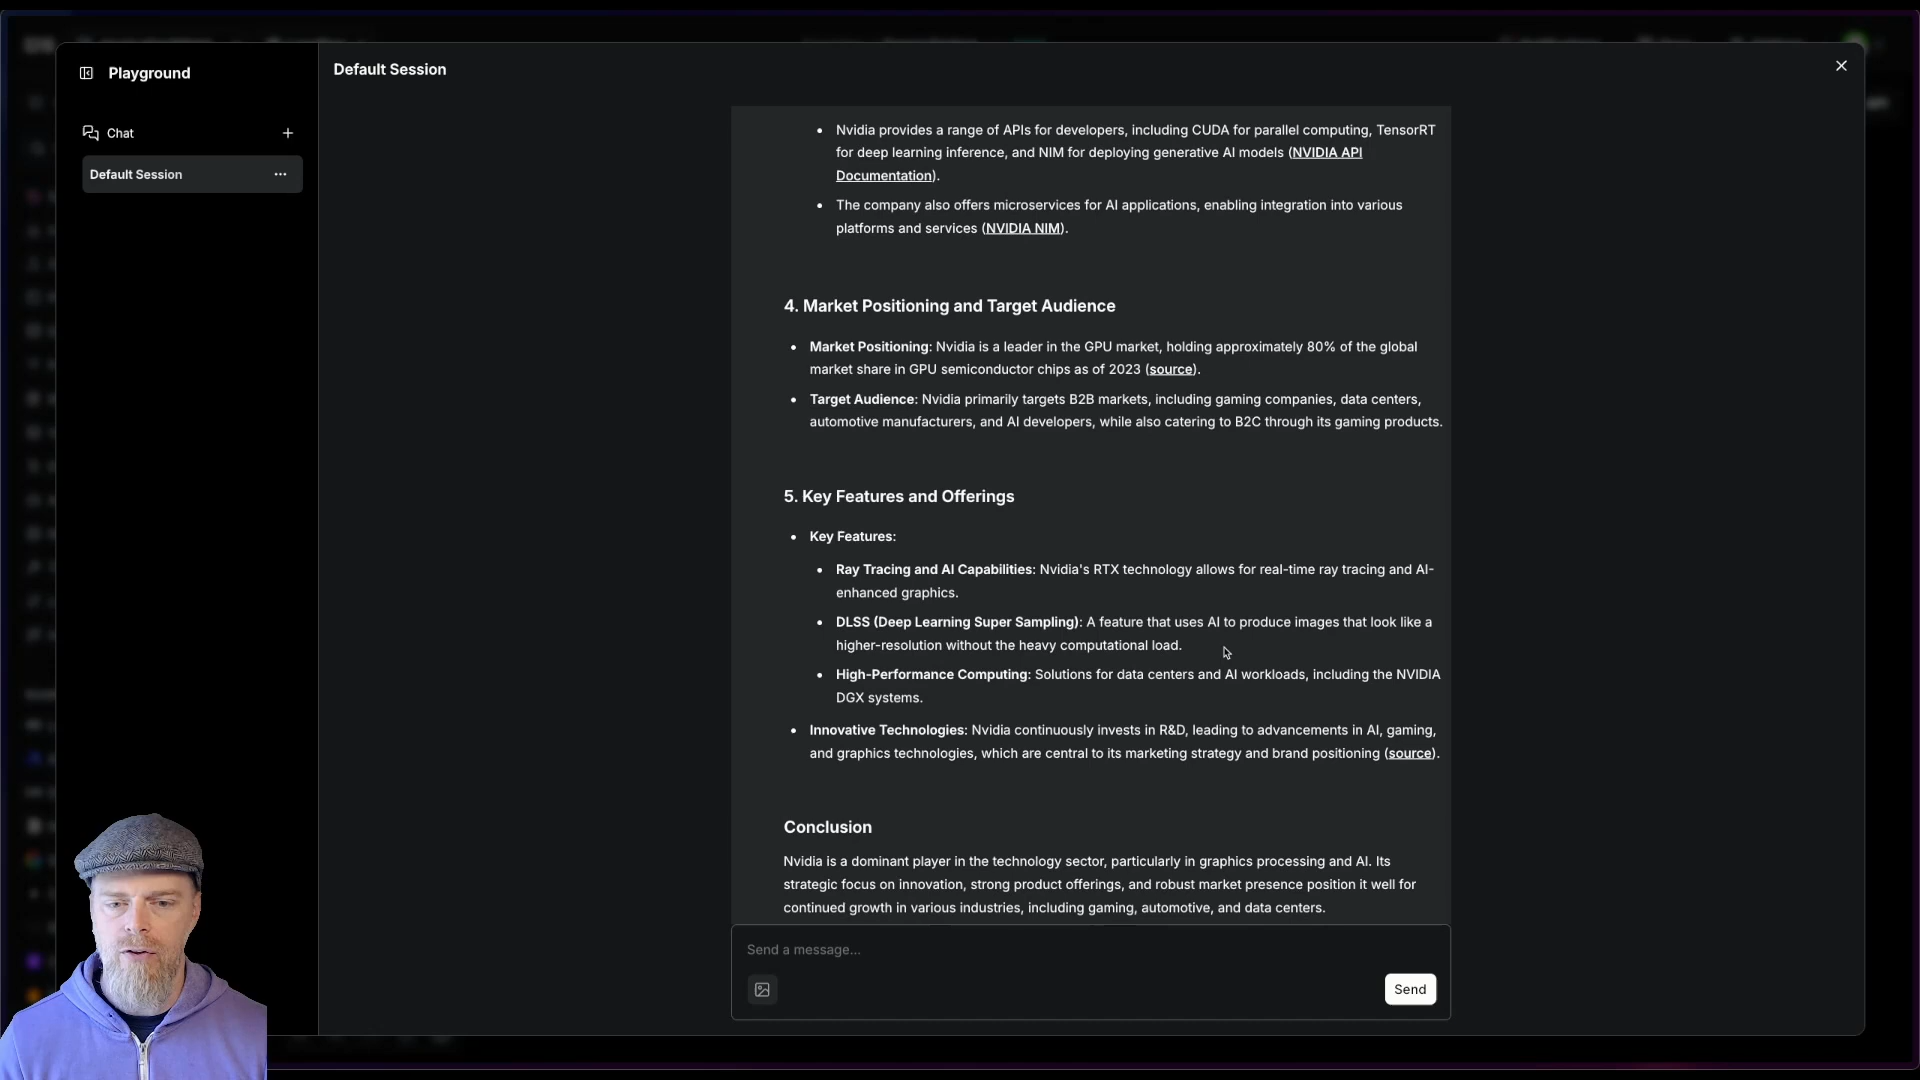 Playground
Default Session
Chat
Default Session
Nvidia provides a range of APIs for developers, including CUDA for parallel computing, TensorRT
for deep learning inference, and NIM for deploying generative AI models (NVIDIA API
Documentation).
The company also offers microservices for AI applications, enabling integration into various
platforms and services (NVIDIA NIM).
4. Market Positioning and Target Audience
Market Positioning: Nvidia is a leader in the GPU market, holding approximately 80% of the global
market share in GPU semiconductor chips as of 2023 (source).
Target Audience: Nvidia primarily targets B2B markets, including gaming companies, data centers,
automotive manufacturers, and AI developers, while also catering to B2C through its gaming products.
5. Key Features and Offerings
Key Features:
Ray Tracing and AI Capabilities: Nvidia's RTX technology allows for real-time ray tracing and AI-
enhanced graphics.
DLSS (Deep Learning Super Sampling): A feature that uses AI to produce images that look like a
higher-resolution without the heavy computational load.
High-Performance Computing: Solutions for data centers and AI workloads, including the NVIDIA
DGX systems.
Innovative Technologies: Nvidia continuously invests in R&D, leading to advancements in AI, gaming,
and graphics technologies, which are central to its marketing strategy and brand positioning (source).
Conclusion
Nvidia is a dominant player in the technology sector, particularly in graphics processing and AI. Its
strategic focus on innovation, strong product offerings, and robust market presence position it well for
continued growth in various industries, including gaming, automotive, and data centers.
Send a message...
Send